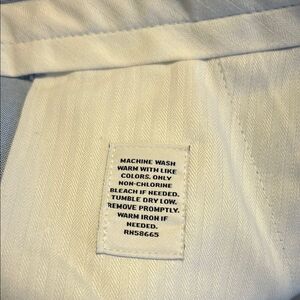 MACHINE WASH
WARM WITH LIKE
COLORS. ONLY
NON-CHLORINE
BLEACH IF NEEDED.
TUMBLE DRY LOW.
REMOVE PROMPTLY.
WARM IRON IF
NEEDED.
RN58665